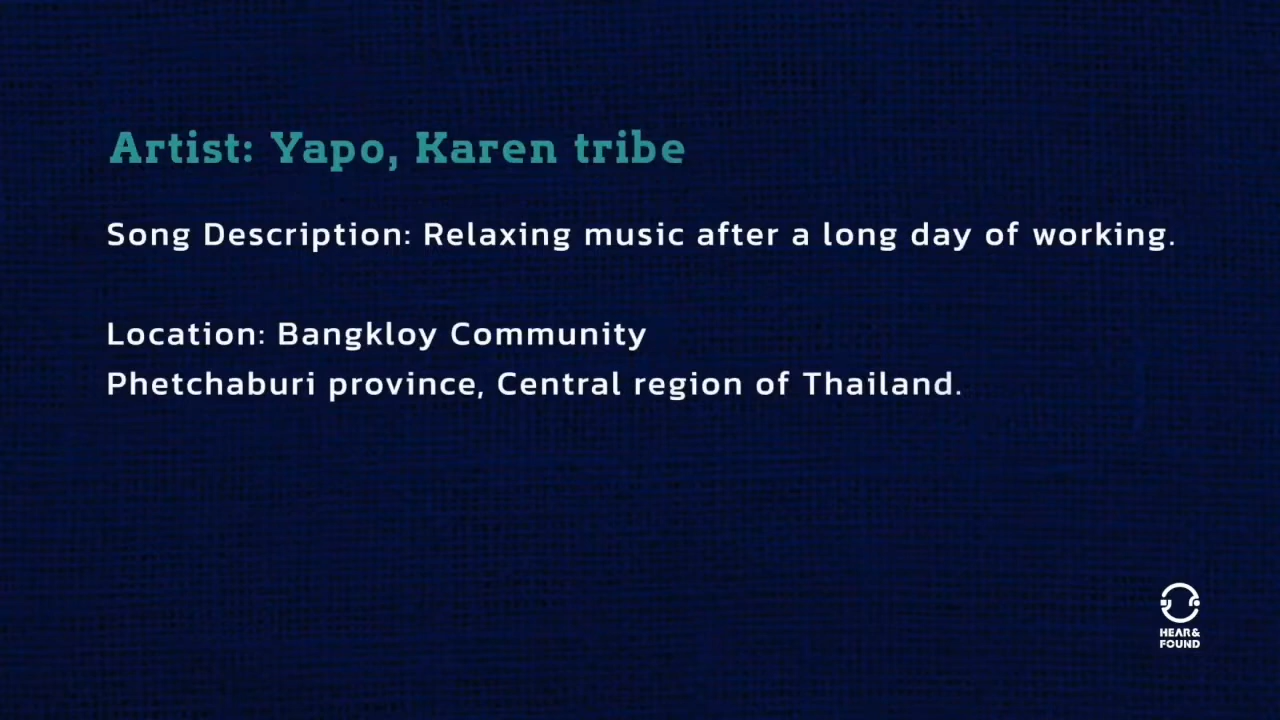 Artist: Yapo, Karen tribe
Song Description: Relaxing music after a long day of working.
Location: Bangkloy Community
Phetchaburi province, Central region of Thailand.
HEAR&
FOUND